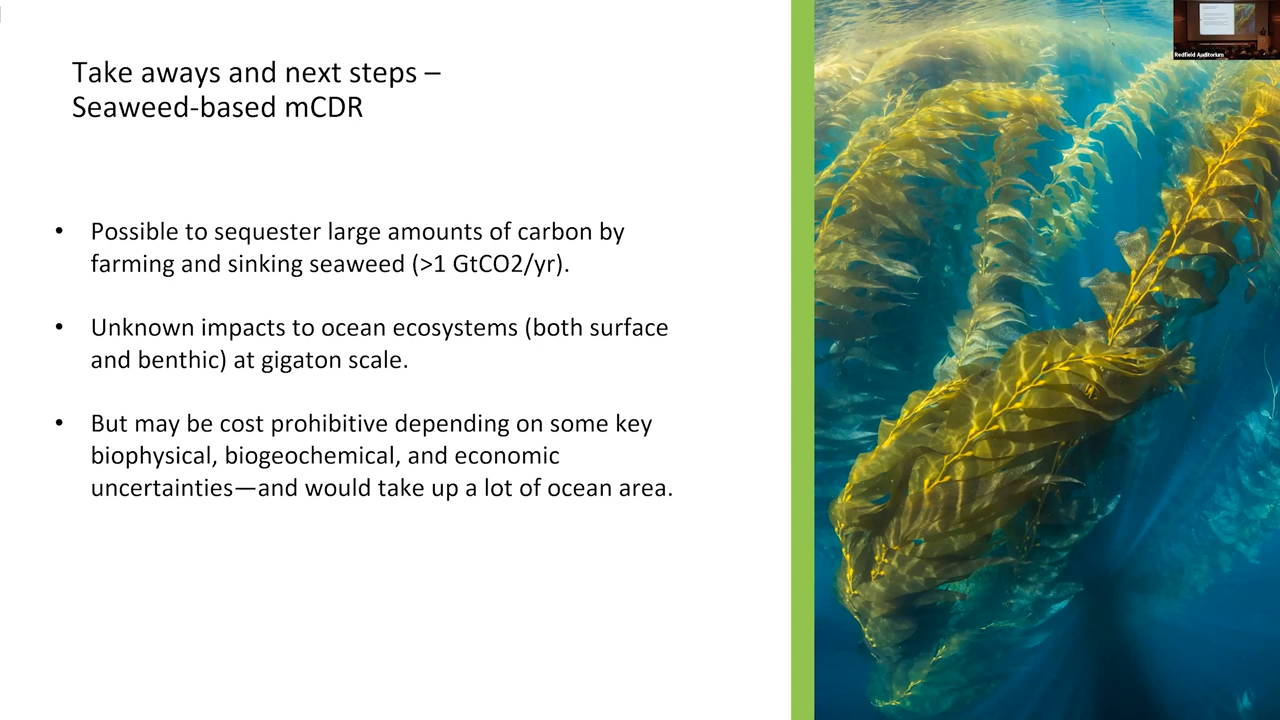 Take aways and next steps –
Seaweed-based mCDR
• Possible to sequester large amounts of carbon by
farming and sinking seaweed (>1 GtCO2/yr).
• Unknown impacts to ocean ecosystems (both surface
and benthic) at gigaton scale.
• But may be cost prohibitive depending on some key
biophysical, biogeochemical, and economic
uncertainties—and would take up a lot of ocean area.
Redfield Auditorium